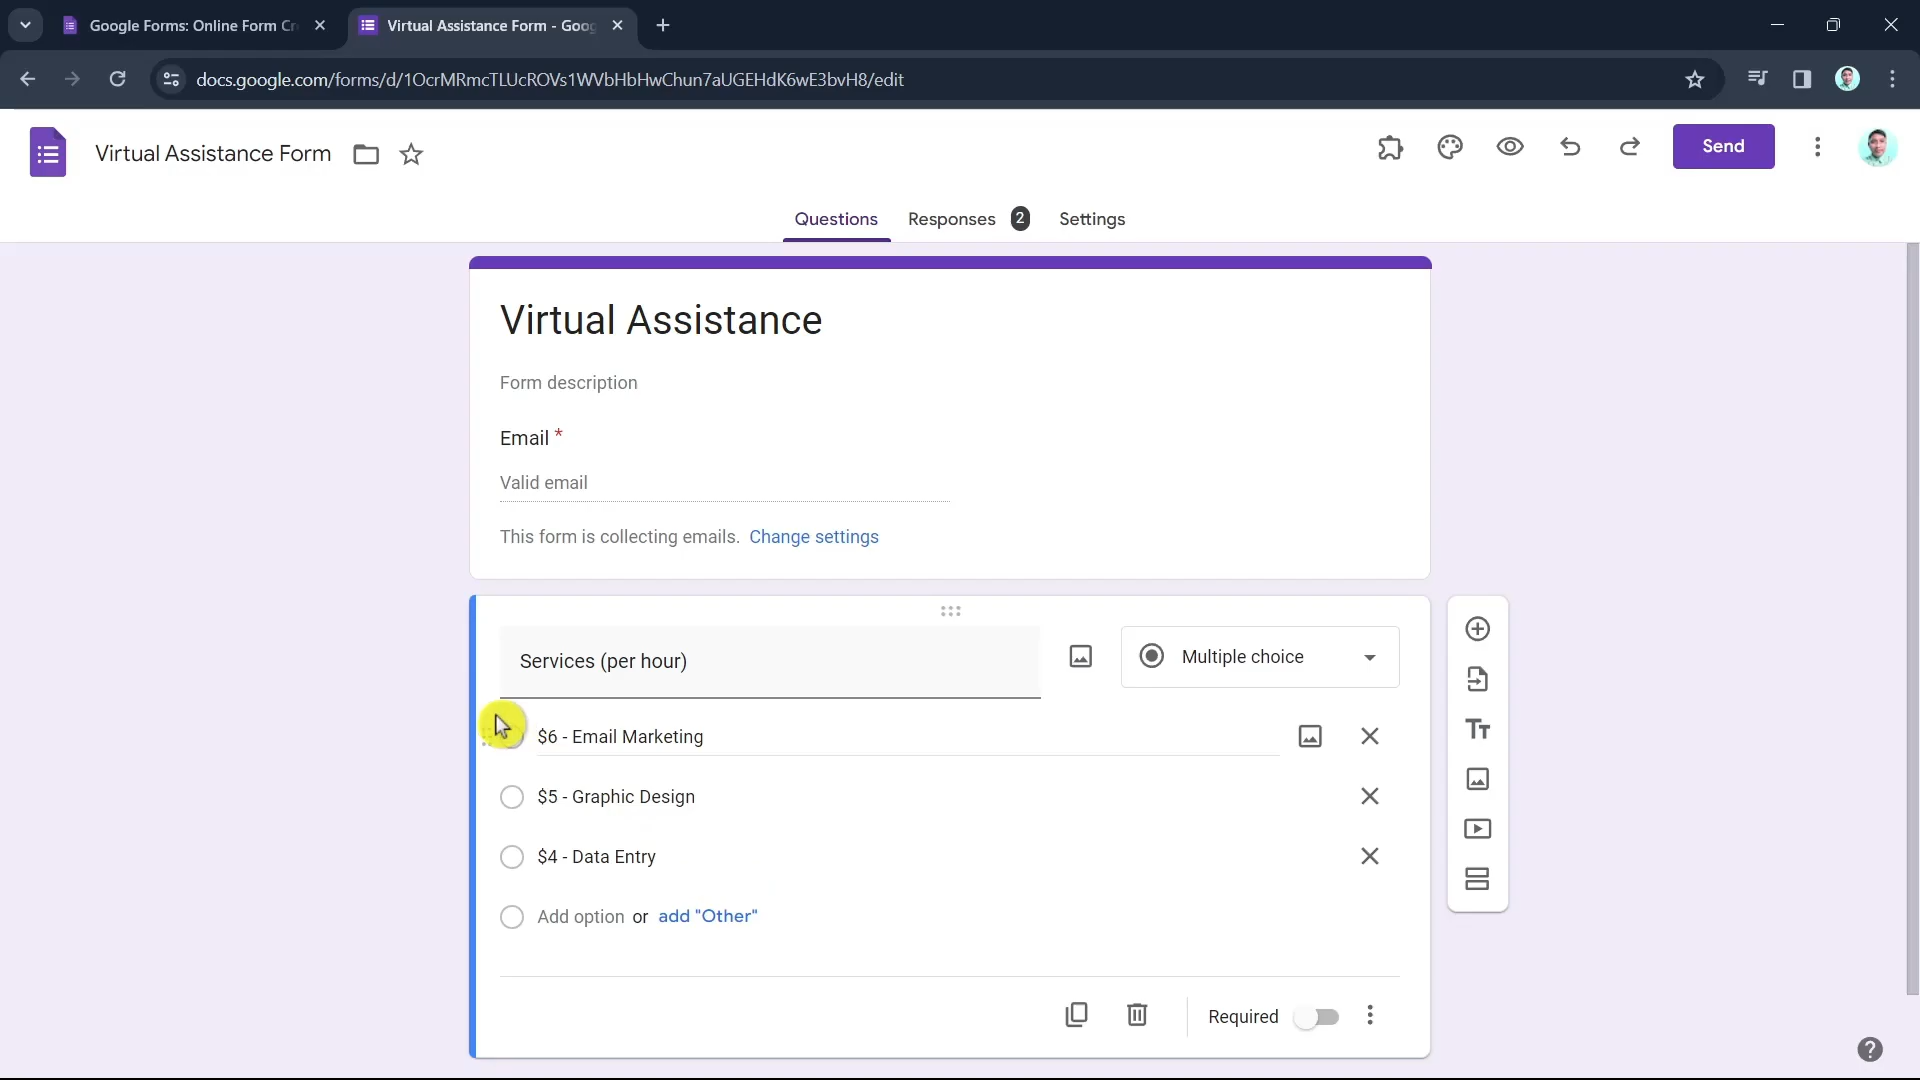 Google Forms: Online Form Cr
Virtual Assistance Form - Goog
docs.google.com/forms/d/1OcrMRmcTLUcROVs1WVbHbHwChun7aUGEHdK6wE3bvH8/edit
Virtual Assistance Form
Send
Questions
Responses 2
Settings
Virtual Assistance
Form description
Email *
Valid email
This form is collecting emails. Change settings
Services (per hour)
Multiple choice
$6 - Email Marketing
$5 - Graphic Design
$4 - Data Entry
Add option or add "Other"
Required